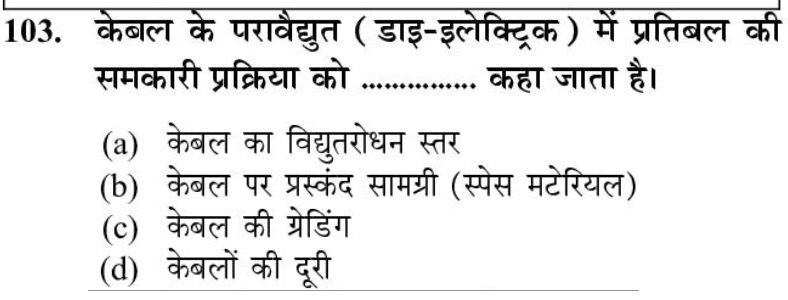 103. केबल के परावैद्युत ( डाइ-इलेक्ट्रिक ) में प्रतिबल की
समकारी प्रक्रिया को ................ कहा जाता है।
(a) केबल का विद्युतरोधन स्तर
(b) केबल पर प्रस्कंद सामग्री (स्पेस मटेरियल)
(c) केबल की ग्रेडिंग
(d) केबलों की दूरी